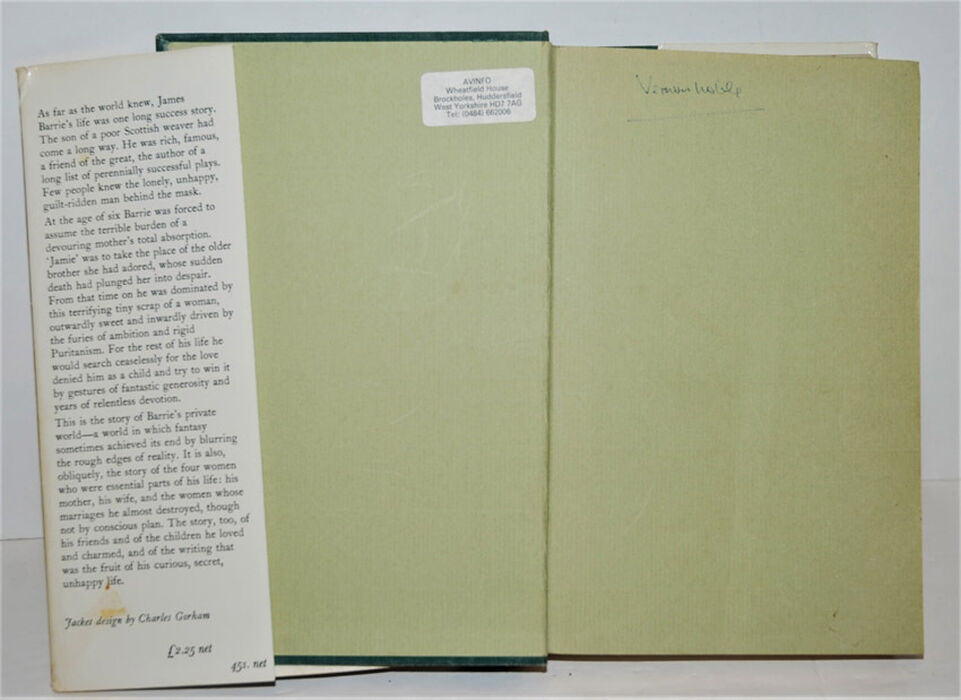 As far as the world knew, James
Barrie's life was one long success story.
The son of a poor Scottish weaver had
come a long way. He was rich, famous,
a friend of the great, the author of a
long list of perennially successful plays.
Few people knew the lonely, unhappy,
guilt-ridden man behind the mask.
At the age of six Barrie was forced to
assume the terrible burden of a
devouring mother's total absorption.
'Jamie' was to take the place of the older
brother she had adored, whose sudden
death had plunged her into despair.
From that time on he was dominated by
this terrifying tiny scrap of a woman,
outwardly sweet and inwardly driven by
the furies of ambition and rigid
Puritanism. For the rest of his life he
would search ceaselessly for the love
denied him as a child and try to win it
by gestures of fantastic generosity and
years of relentless devotion.
This is the story of Barrie's private
world—a world in which fantasy
sometimes achieved its end by blurring
the rough edges of reality. It is also,
obliquely, the story of the four women
who were essential parts of his life: his
mother, his wife, and the women whose
marriages he almost destroyed, though
not by conscious plan. The story, too, of
his friends and of the children he loved
and charmed, and of the writing that
was the fruit of his curious, secret,
unhappy life.
Jacket design by Charles Gorham
£2.25 net
45s. net
AVINFO
Wheatfield House
Brockholes, Huddersfield
West Yorkshire HD7 7AG
Tel: (0484) 662006